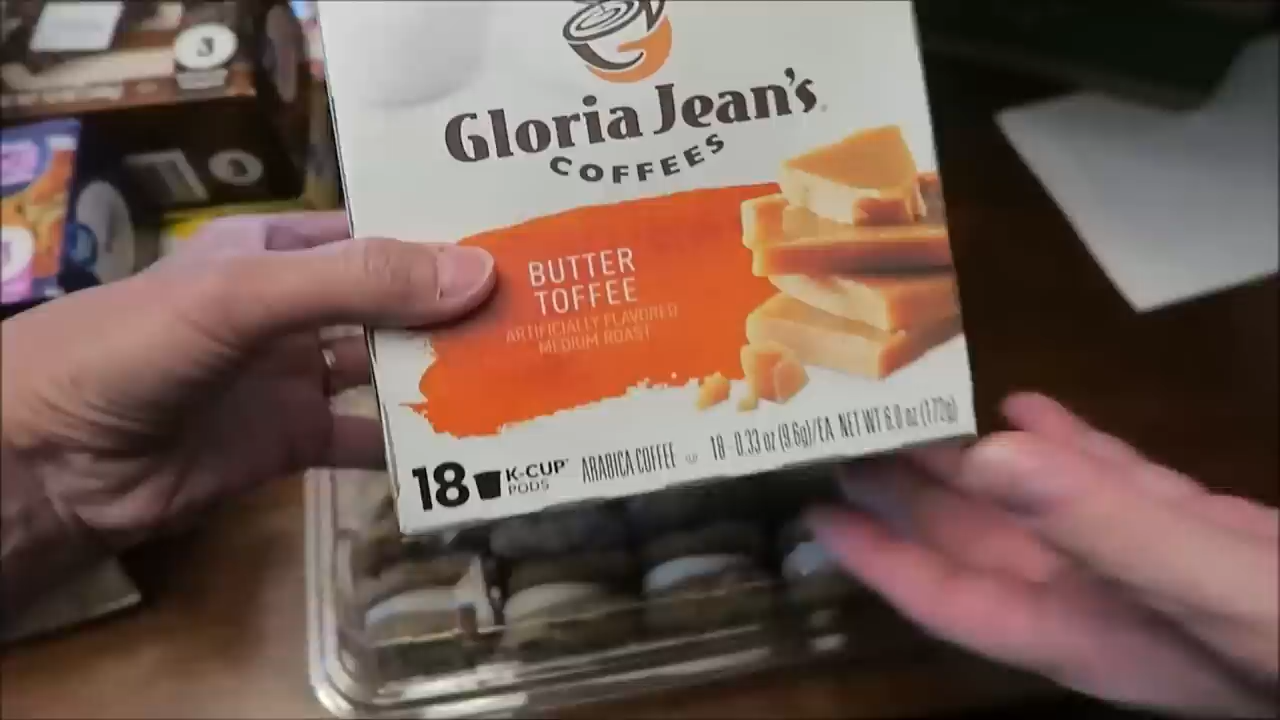 3
Gloria Jean's
COFFEES
BUTTER
TOFFEE
ARTIFICIALLY FLAVORED
MEDIUM ROAST
18 K-CUP® PODS ARABICA COFFEE 18 - 0.33 oz (9.6g)/EA NET WT 6.0 oz (172g)